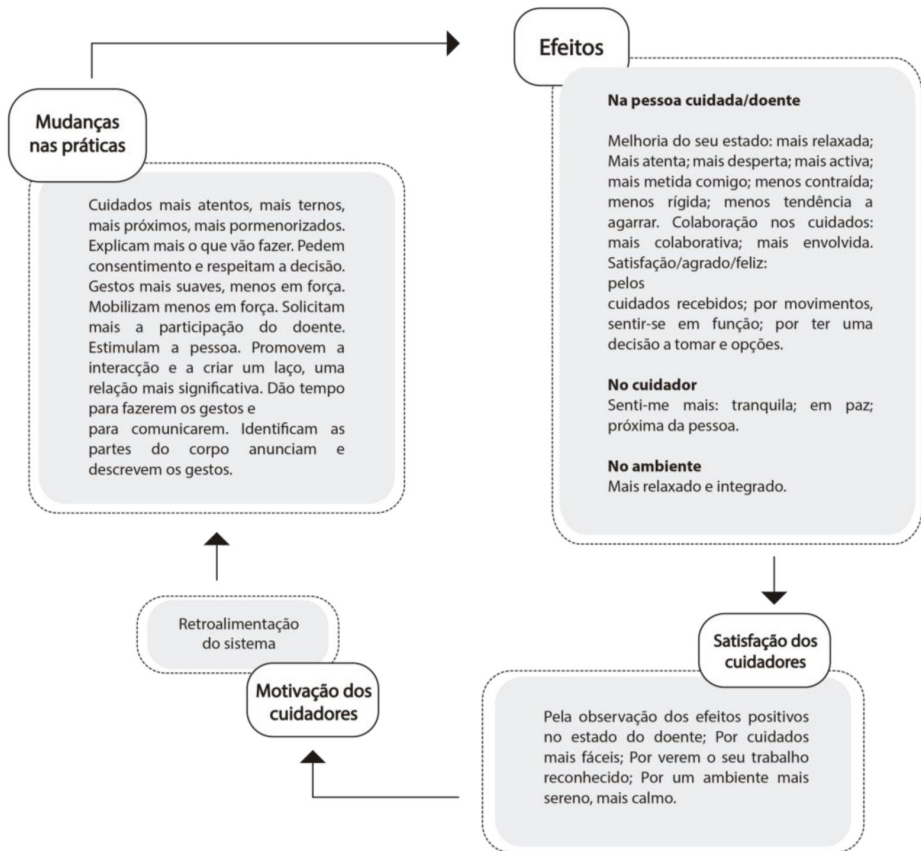 Efeitos
Na pessoa cuidada/doente
Melhoria do seu estado: mais relaxada;
Mais atenta; mais desperta; mais activa;
mais metida comigo; menos contraída;
menos rígida; menos tendência a
agarrar. Colaboração nos cuidados:
mais colaborativa; mais envolvida.
Satisfação/agrado/feliz:
pelos
cuidados recebidos; por movimentos,
sentir-se em função; por ter uma
decisão a tomar e opções.
No cuidador
Senti-me mais: tranquila; em paz;
próxima da pessoa.
No ambiente
Mais relaxado e integrado.
Mudanças
nas práticas
Cuidados mais atentos, mais ternos,
mais próximos, mais pormenorizados.
Explicam mais o que vão fazer. Pedem
consentimento e respeitam a decisão.
Gestos mais suaves, menos em força.
Mobilizam menos em força. Solicitam
mais a participação do doente.
Estimulam a pessoa. Promovem a
interacção e a criar um laço, uma
relação mais significativa. Dão tempo
para fazerem os gestos e
para comunicarem. Identificam as
partes do corpo anunciam e
descrevem os gestos.
Retroalimentação
do sistema
Motivação dos
cuidadores
Satisfação dos
cuidadores
Pela observação dos efeitos positivos
no estado do doente; Por cuidados
mais fáceis; Por verem o seu trabalho
reconhecido; Por um ambiente mais
sereno, mais calmo.